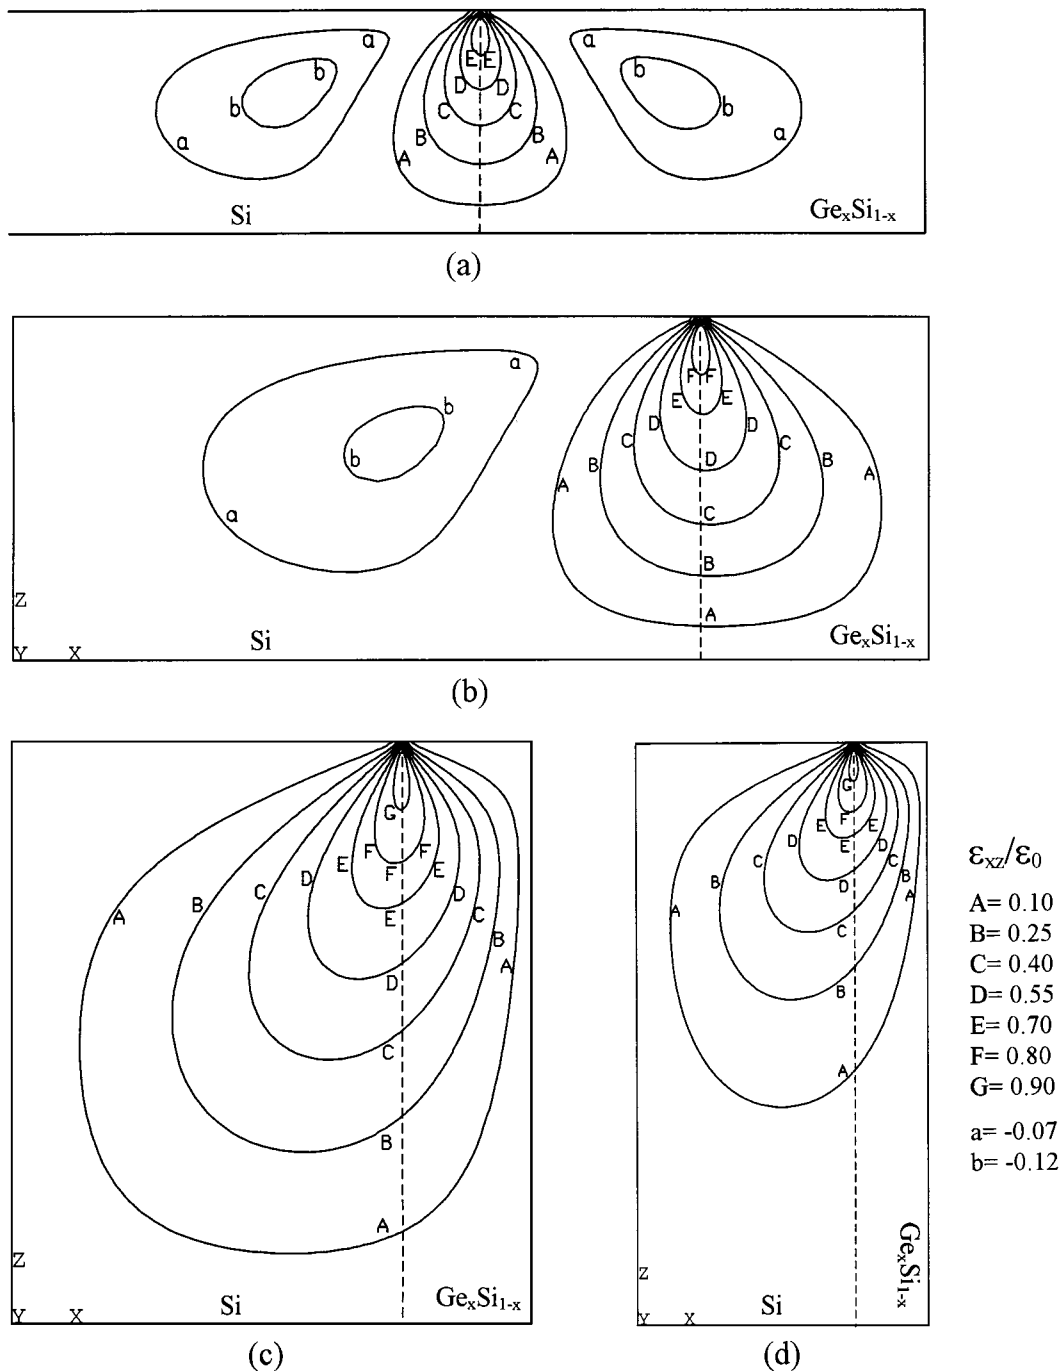 a a
b b
b b
a a
E E
D D
C C
B B
A A
Si
GeₓSi₁₋ₓ
(a)
a
b
b
a
F F
E E
D D
D
C C
C
B B
B
A A
A
Z
Y X
Si
GeₓSi₁₋ₓ
(b)
G
F F
F
E E
E
D D
D
C C
C
B B
B
A A
A
Z
Y X
Si
GeₓSi₁₋ₓ
(c)
G
F
E E
E
D D
D
C C
C
B B
B
A A
A
Z
Y X
Si
GeₓSi₁₋ₓ
(d)
εxz/ε₀
A= 0.10
B= 0.25
C= 0.40
D= 0.55
E= 0.70
F= 0.80
G= 0.90
a= -0.07
b= -0.12